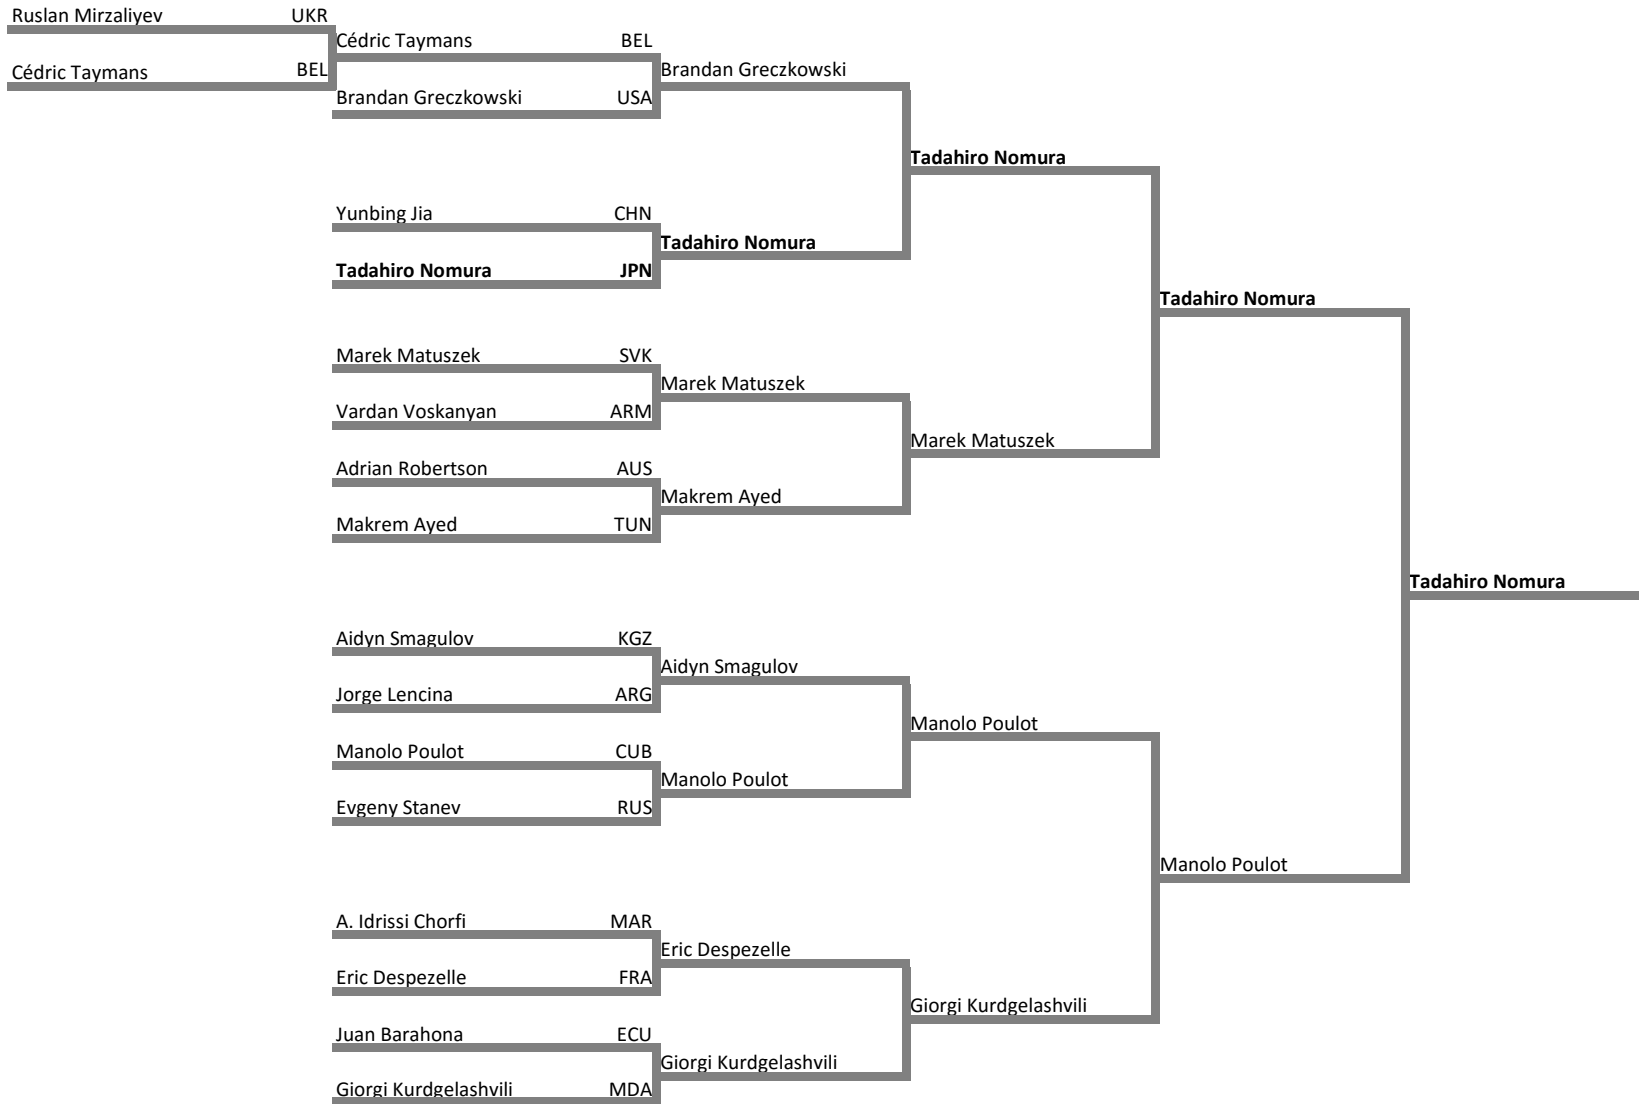 Ruslan Mirzaliyev UKR
Cédric Taymans BEL
Cédric Taymans BEL
Brandan Greczkowski USA
Brandan Greczkowski
Yunbing Jia CHN
Tadahiro Nomura JPN
Tadahiro Nomura
Tadahiro Nomura
Marek Matuszek SVK
Vardan Voskanyan ARM
Marek Matuszek
Adrian Robertson AUS
Makrem Ayed TUN
Makrem Ayed
Marek Matuszek
Tadahiro Nomura
Aidyn Smagulov KGZ
Jorge Lencina ARG
Aidyn Smagulov
Manolo Poulot CUB
Evgeny Stanev RUS
Manolo Poulot
Manolo Poulot
A. Idrissi Chorfi MAR
Eric Despezelle FRA
Eric Despezelle
Juan Barahona ECU
Giorgi Kurdgelashvili MDA
Giorgi Kurdgelashvili
Giorgi Kurdgelashvili
Manolo Poulot
Tadahiro Nomura